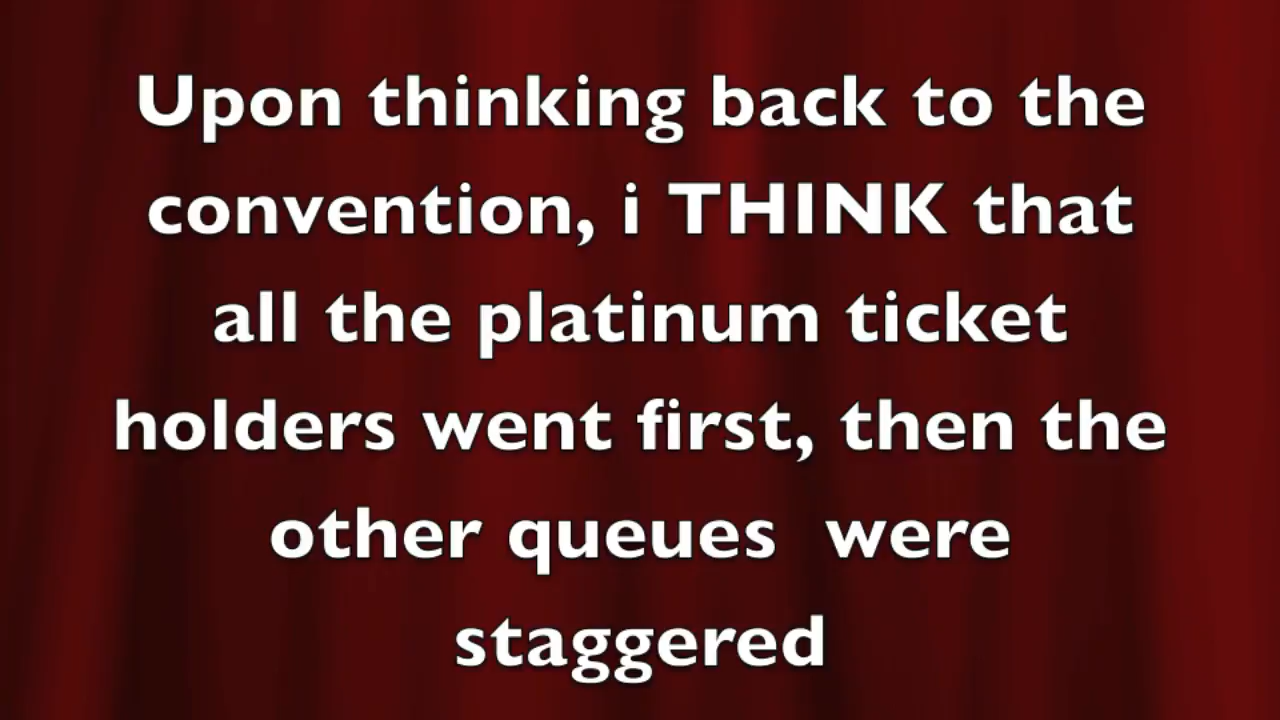 Upon thinking back to the
convention, i THINK that
all the platinum ticket
holders went first, then the
other queues  were
staggered